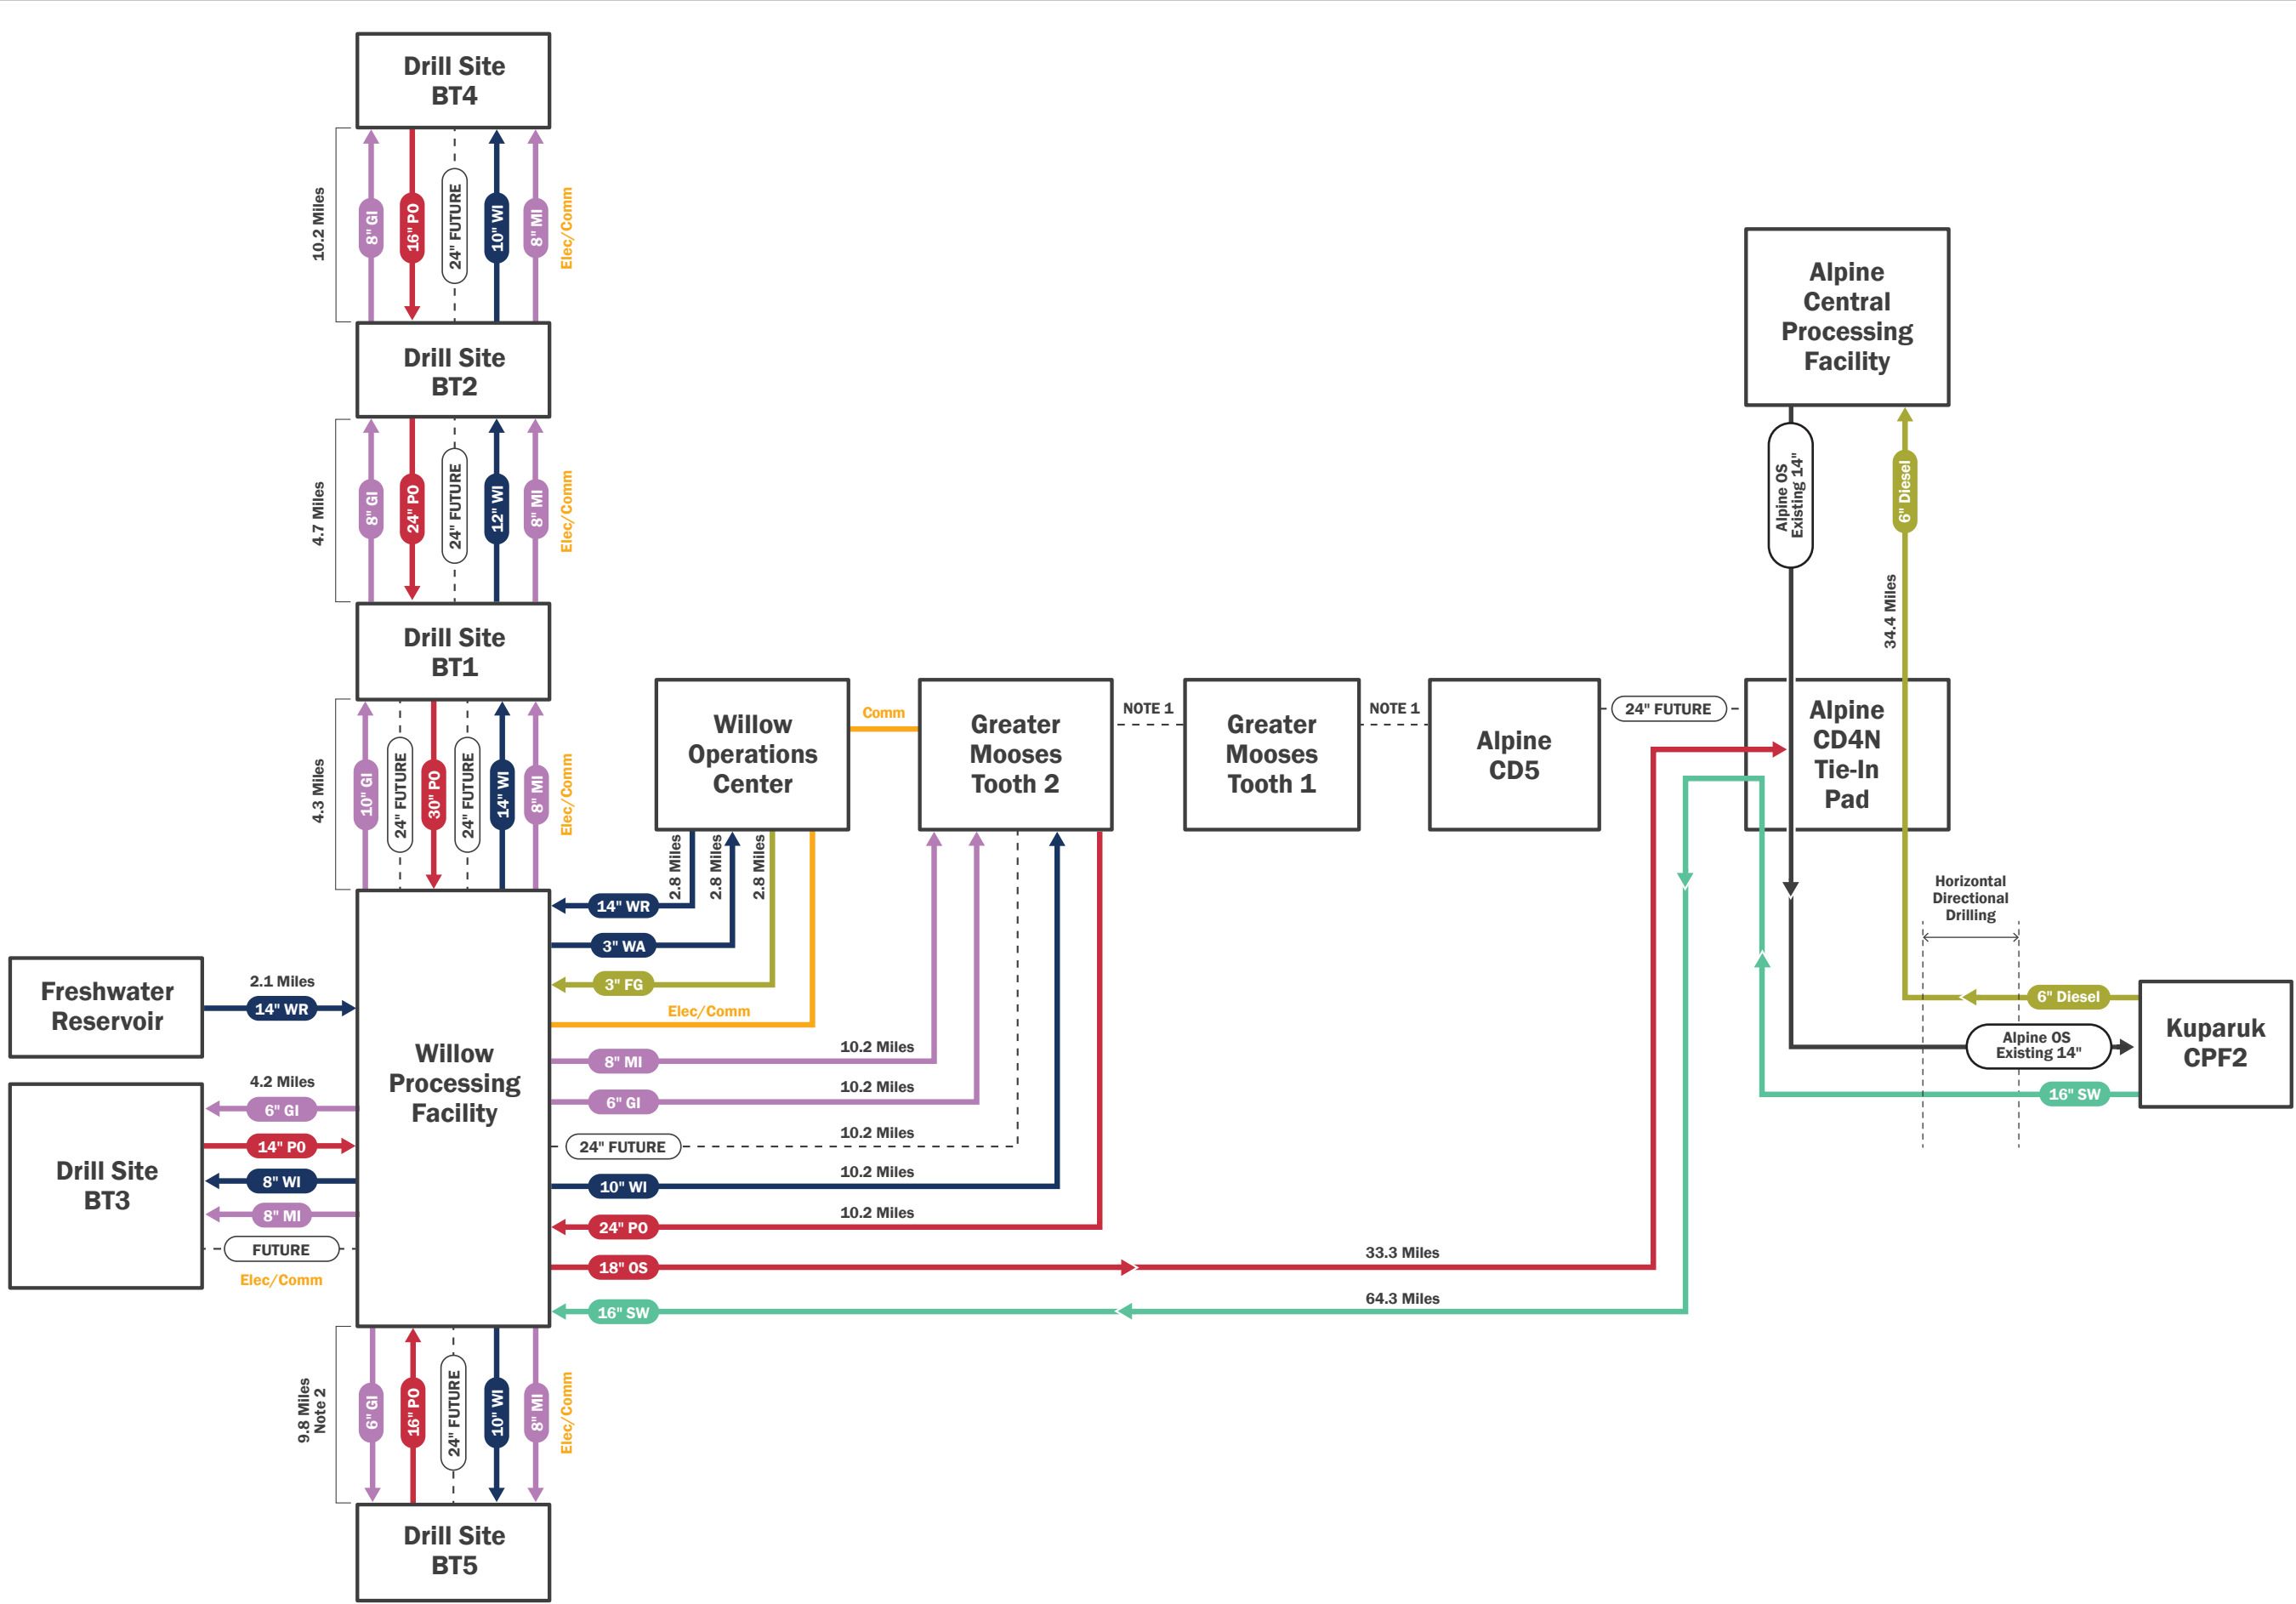 Drill Site
BT4
10.2 Miles
8" GI
16" PO
24" FUTURE
10" WI
8" MI
Elec/Comm
Drill Site
BT2
4.7 Miles
8" GI
24" PO
24" FUTURE
12" WI
8" MI
Elec/Comm
Drill Site
BT1
4.3 Miles
10" GI
24" FUTURE
30" PO
24" FUTURE
14" WI
8" MI
Elec/Comm
Willow
Operations
Center
Comm
Greater
Mooses
Tooth 2
NOTE 1
Greater
Mooses
Tooth 1
NOTE 1
Alpine
CD5
24" FUTURE
Alpine
CD4N
Tie-In
Pad
Alpine
Central
Processing
Facility
Alpine OS
Existing 14"
6" Diesel
34.4 Miles
Horizontal
Directional
Drilling
6" Diesel
Alpine OS
Existing 14"
16" SW
Kuparuk
CPF2
2.8 Miles
2.8 Miles
2.8 Miles
14" WR
3" WA
3" FG
Elec/Comm
8" MI
10.2 Miles
6" GI
10.2 Miles
24" FUTURE
10.2 Miles
10" WI
10.2 Miles
24" PO
10.2 Miles
18" OS
33.3 Miles
16" SW
64.3 Miles
Freshwater
Reservoir
2.1 Miles
14" WR
Willow
Processing
Facility
Drill Site
BT3
4.2 Miles
6" GI
14" PO
8" WI
8" MI
FUTURE
Elec/Comm
9.8 Miles
Note 2
6" GI
16" PO
24" FUTURE
10" WI
8" MI
Elec/Comm
Drill Site
BT5